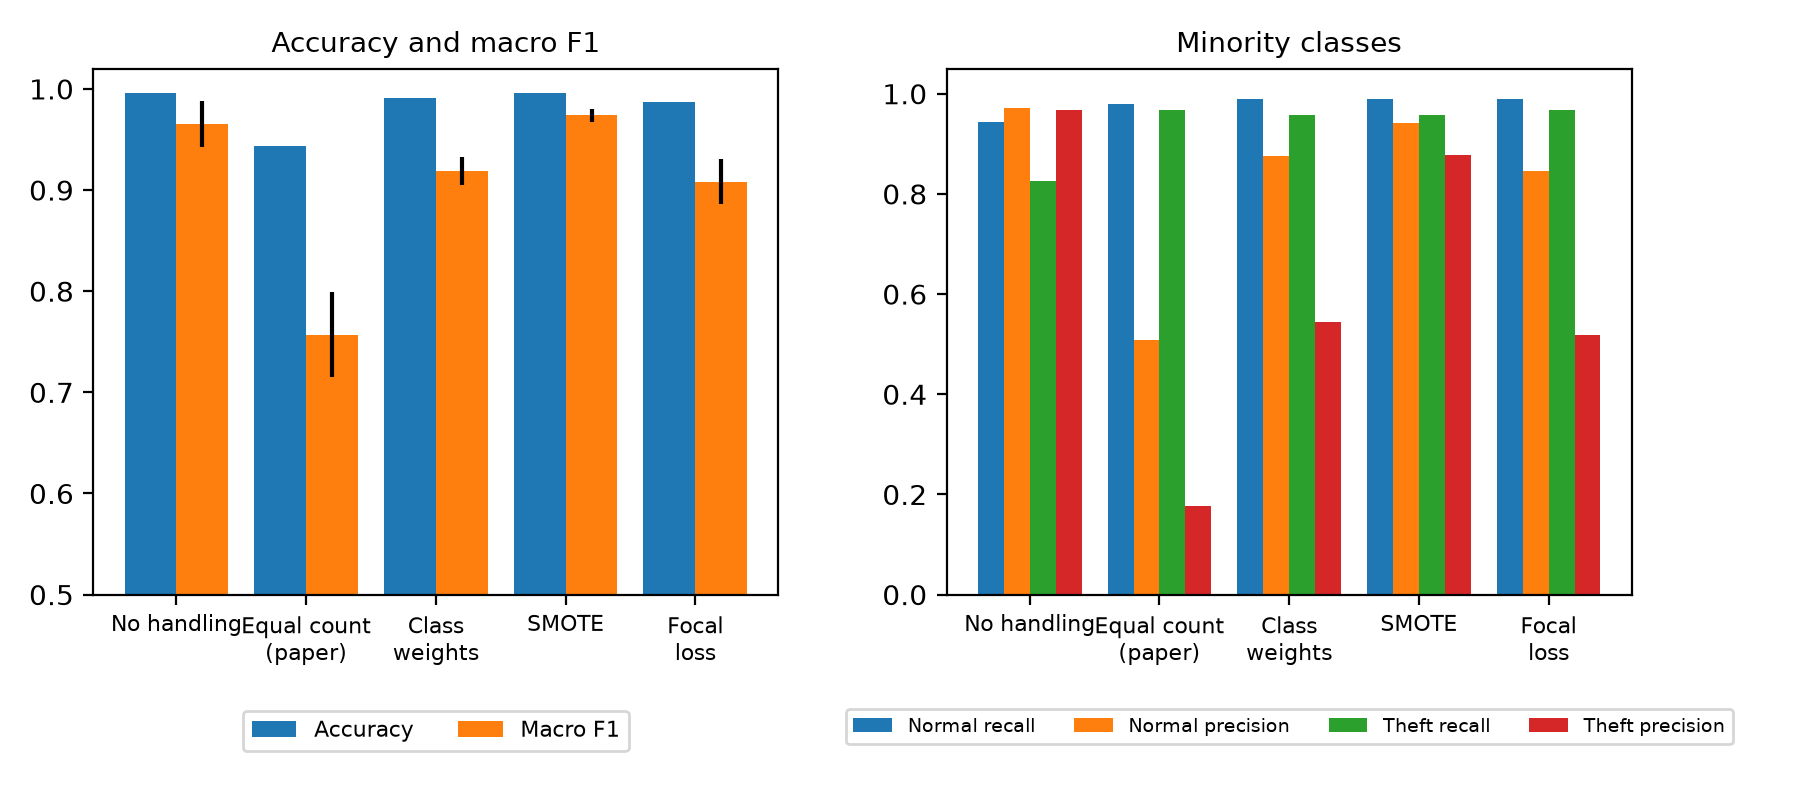 Accuracy and macro F1
1.0
0.9
0.8
0.7
0.6
0.5
No handling
Equal count
(paper)
Class
weights
SMOTE
Focal
loss
Accuracy
Macro F1
Minority classes
1.0
0.8
0.6
0.4
0.2
0.0
No handling
Equal count
(paper)
Class
weights
SMOTE
Focal
loss
Normal recall
Normal precision
Theft recall
Theft precision